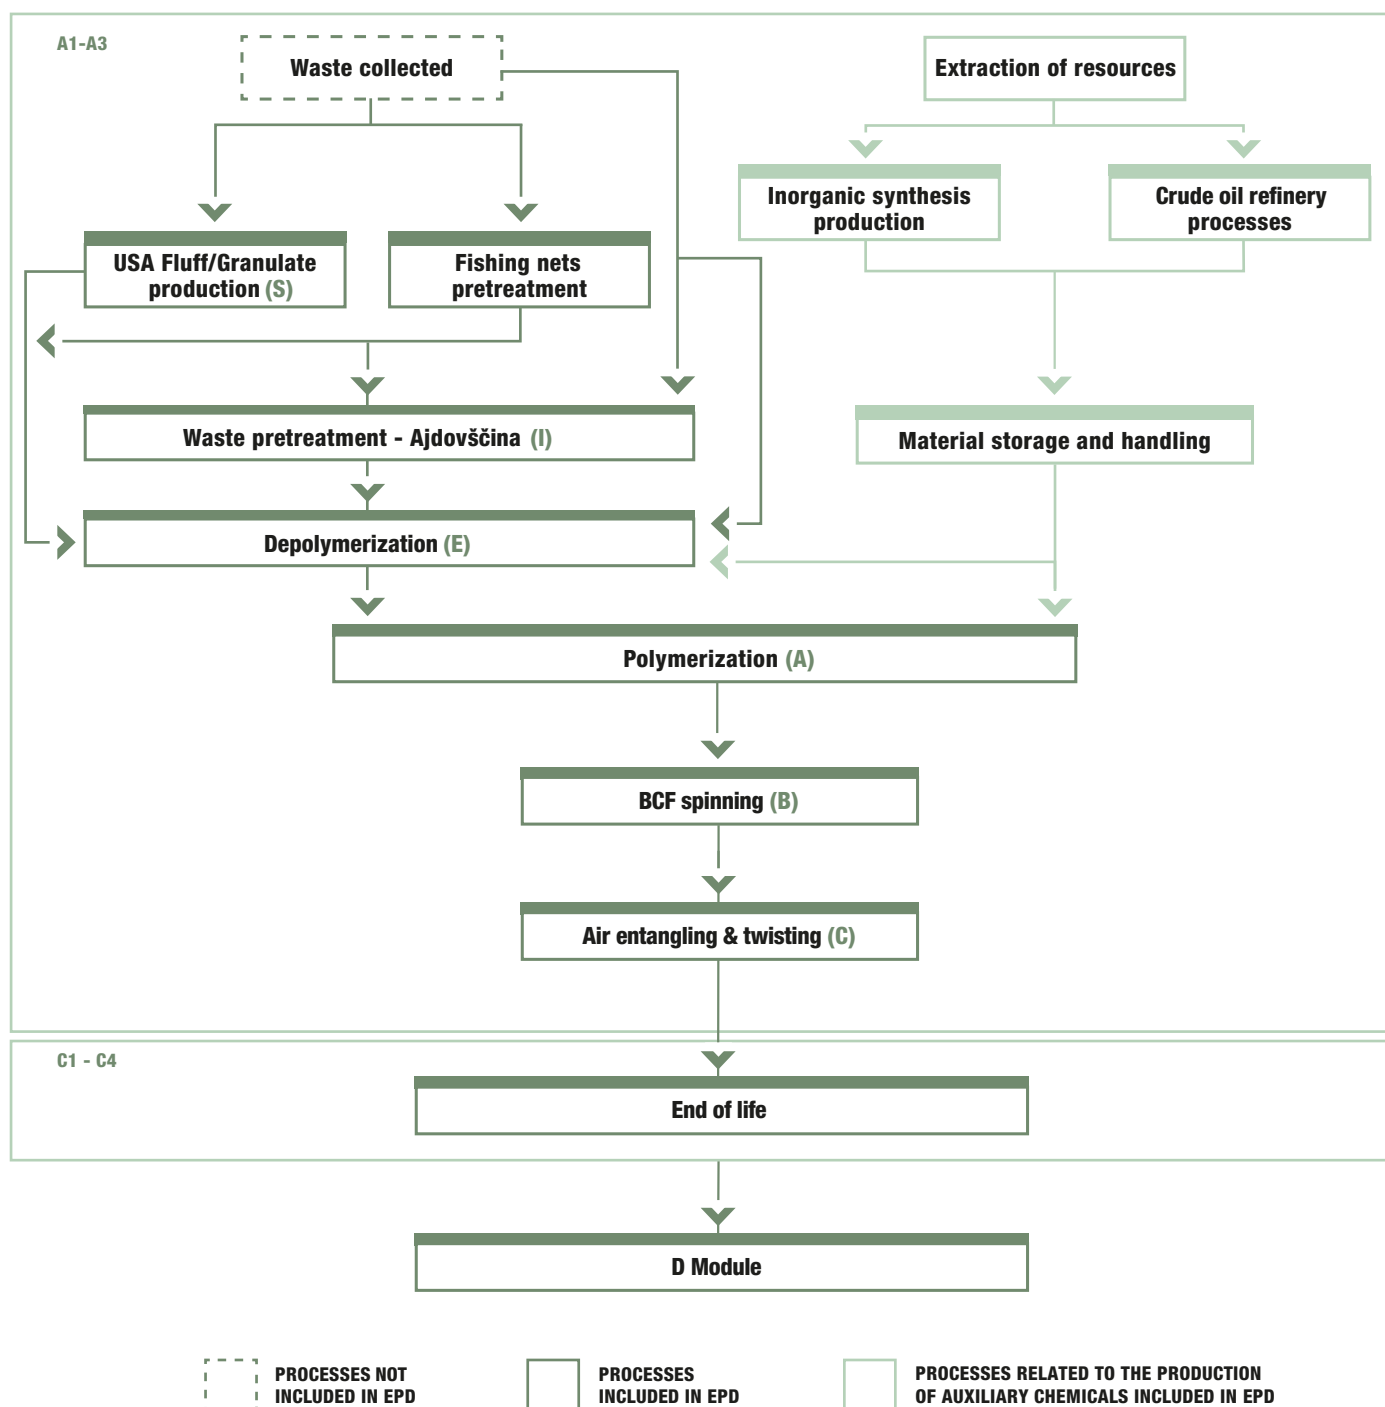 A1-A3
Waste collected
Extraction of resources
Inorganic synthesis
production
Crude oil refinery
processes
USA Fluff/Granulate
production (S)
Fishing nets
pretreatment
Waste pretreatment - Ajdovščina (I)
Material storage and handling
Depolymerization (E)
Polymerization (A)
BCF spinning (B)
Air entangling & twisting (C)
C1 - C4
End of life
D Module
PROCESSES NOT
INCLUDED IN EPD
PROCESSES
INCLUDED IN EPD
PROCESSES RELATED TO THE PRODUCTION
OF AUXILIARY CHEMICALS INCLUDED IN EPD